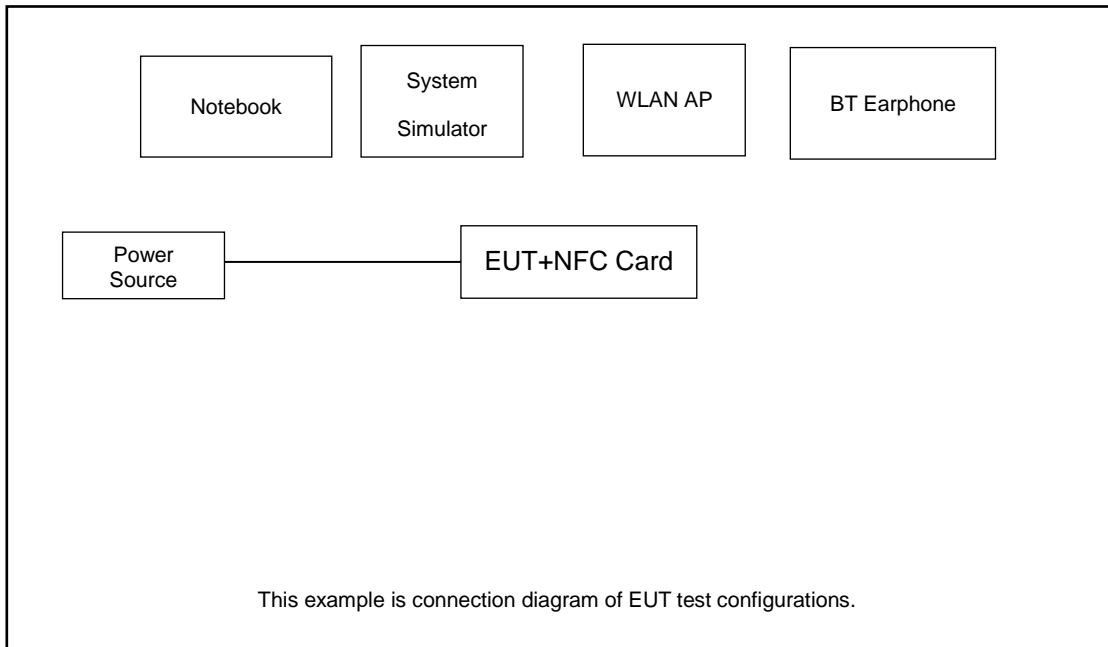 Notebook
System
Simulator
WLAN AP
BT Earphone
Power
Source
EUT+NFC Card
This example is connection diagram of EUT test configurations.